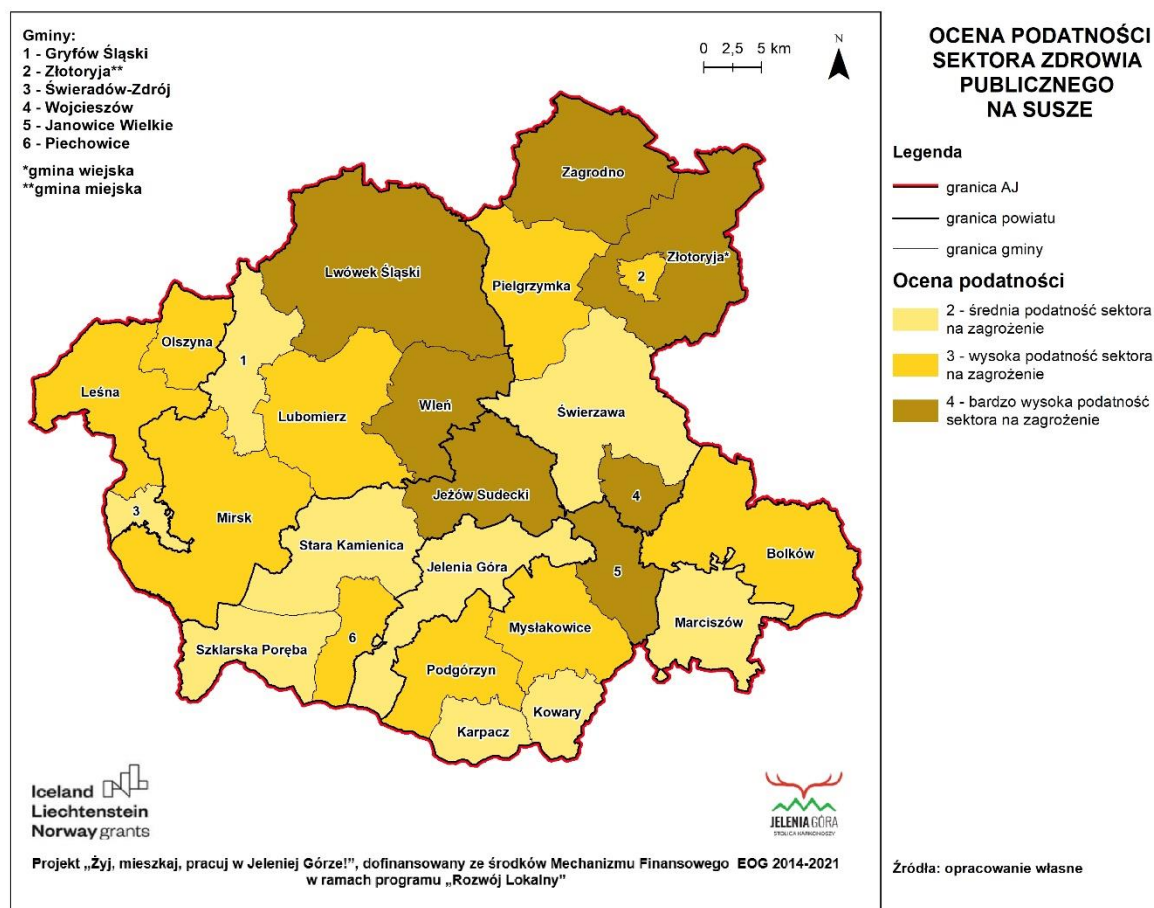 Gminy:
1 - Gryfów Śląski
2 - Złotoryja**
3 - Świeradów-Zdrój
4 - Wojcieszów
5 - Janowice Wielkie
6 - Piechowice
*gmina wiejska
**gmina miejska
0 2,5 5 km
N
Zagrodno
Złotoryja*
2
Lwówek Śląski
Pielgrzymka
Olszyna
1
Leśna
Lubomierz
Wleń
Świerzawa
3
Mirsk
Jeżów Sudecki
4
Stara Kamienica
Bolków
Jelenia Góra
5
Marciszów
Mysłakowice
6
Szklarska Poręba
Podgórzyn
Kowary
Karpacz
Iceland
Liechtenstein
Norway grants
JELENIA GÓRA
STOLICA KARKONOSZY
Projekt „Żyj, mieszkaj, pracuj w Jeleniej Górze!”, dofinansowany ze środków Mechanizmu Finansowego EOG 2014-2021
w ramach programu „Rozwój Lokalny”
OCENA PODATNOŚCI
SEKTORA ZDROWIA
PUBLICZNEGO
NA SUSZE
Legenda
granica AJ
granica powiatu
granica gminy
Ocena podatności
2 - średnia podatność sektora
na zagrożenie
3 - wysoka podatność sektora
na zagrożenie
4 - bardzo wysoka podatność
sektora na zagrożenie
Źródła: opracowanie własne